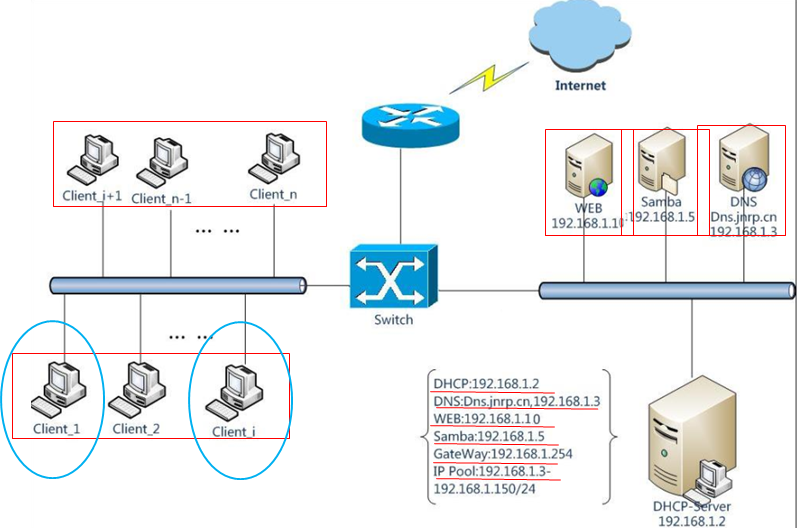 Internet
Client_i+1
Client_n-1
Client_n
... ...
WEB
192.168.1.10
Samba
:192.168.1.5
DNS
Dns.jnrp.cn
192.168.1.3
Switch
... ...
Client_1
Client_2
Client_i
DHCP:192.168.1.2
DNS:Dns.jnrp.cn,192.168.1.3
WEB:192.168.1.10
Samba:192.168.1.5
GateWay:192.168.1.254
IP Pool:192.168.1.3-
192.168.1.150/24
DHCP-Server
192.168.1.2